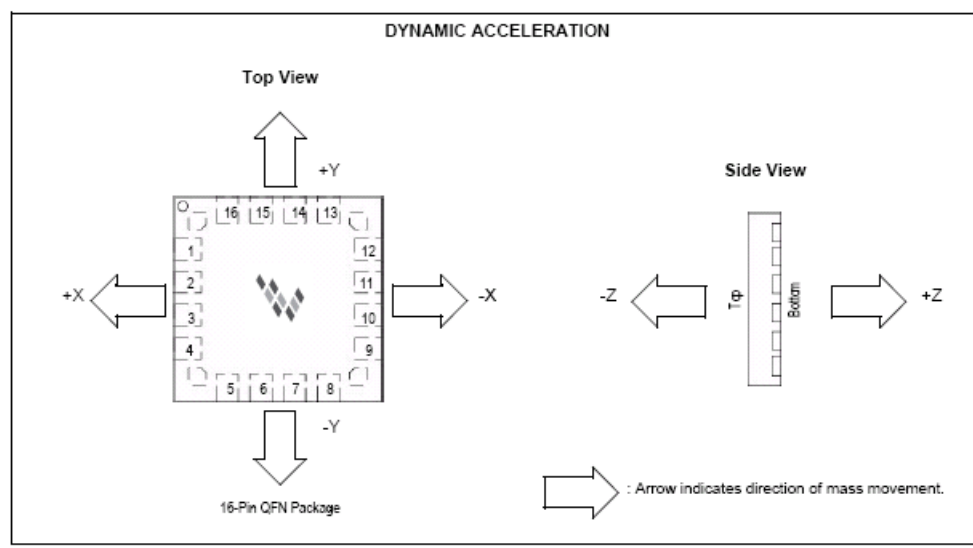 DYNAMIC ACCELERATION
Top View
+Y
Side View
16 15 14 13
1
2
3
4
12
11
10
9
+X
-X
-Z
Top
Bottom
+Z
5 6 7 8
-Y
16-Pin QFN Package
: Arrow indicates direction of mass movement.